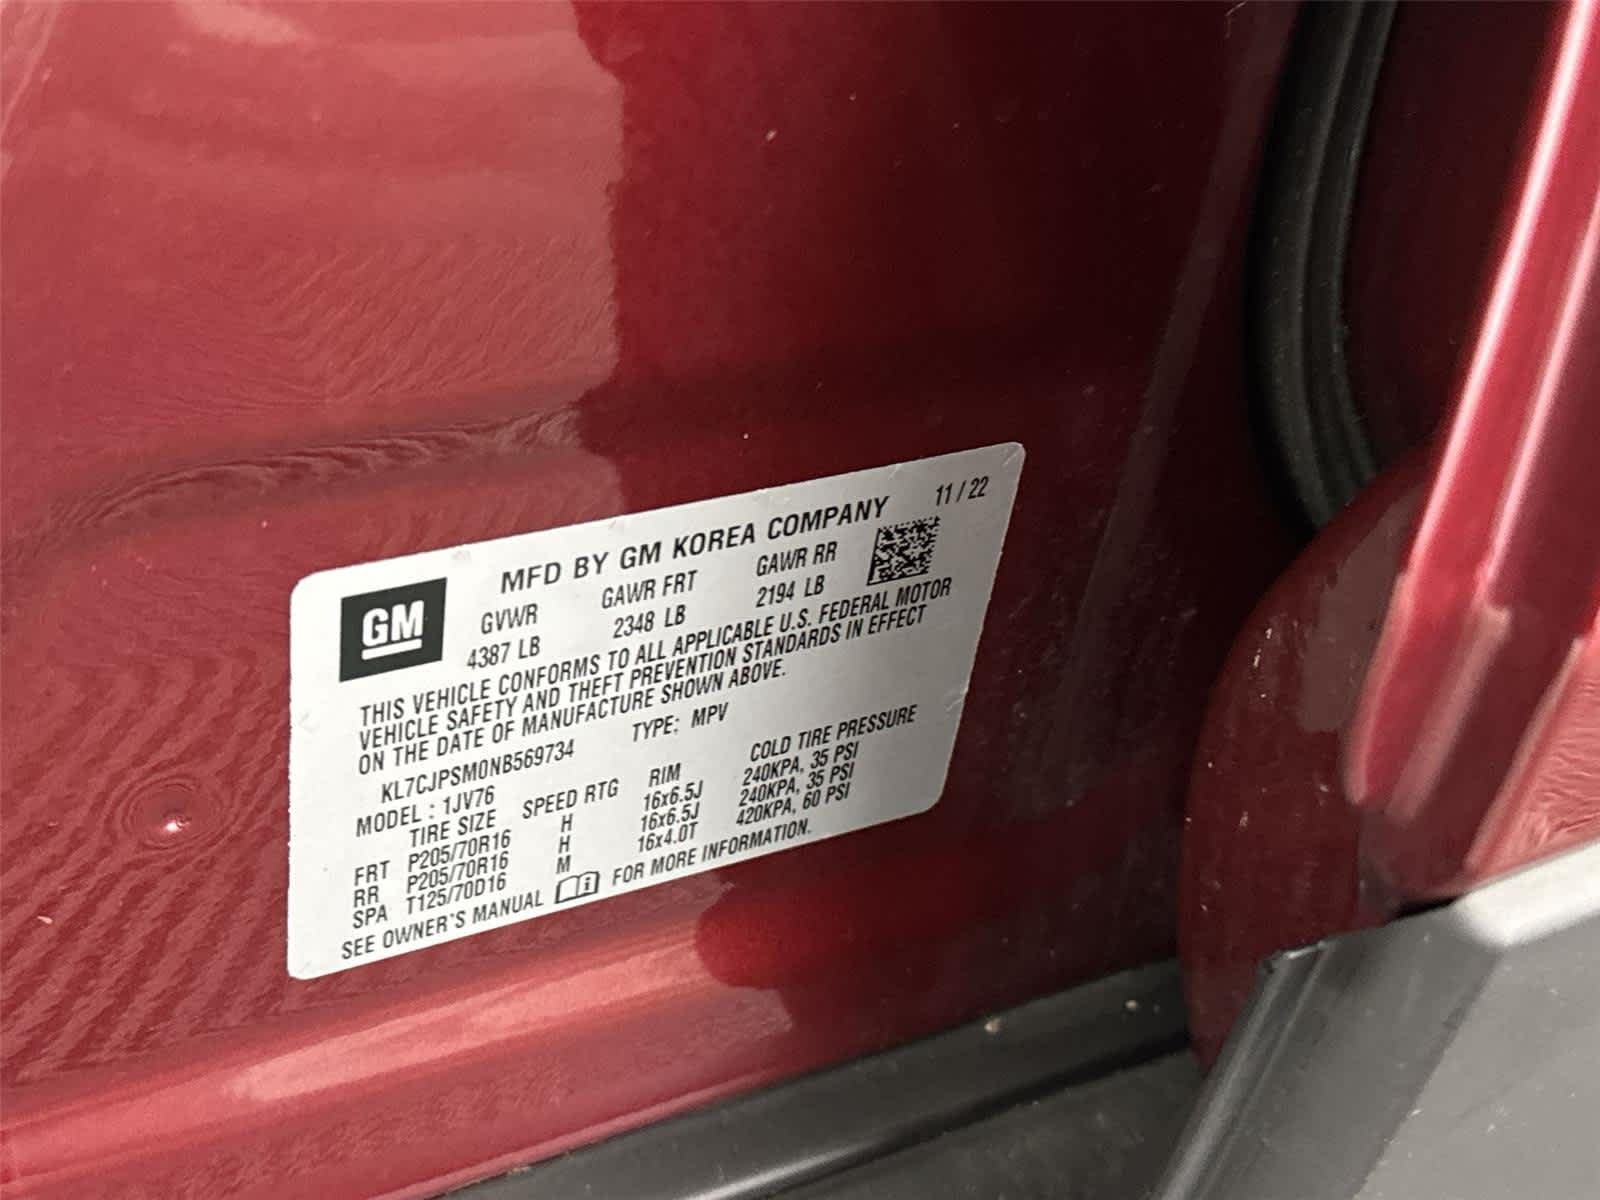 MFD BY GM KOREA COMPANY 11 / 22
GM
GVWR GAWR FRT GAWR RR
4387 LB 2348 LB 2194 LB
THIS VEHICLE CONFORMS TO ALL APPLICABLE U.S. FEDERAL MOTOR
VEHICLE SAFETY AND THEFT PREVENTION STANDARDS IN EFFECT
ON THE DATE OF MANUFACTURE SHOWN ABOVE.
KL7CJPSM0NB569734 TYPE: MPV
MODEL : 1JV76
TIRE SIZE SPEED RTG RIM COLD TIRE PRESSURE
FRT P205/70R16 H 16x6.5J 240KPA, 35 PSI
RR P205/70R16 H 16x6.5J 240KPA, 35 PSI
SPA T125/70D16 M 16x4.0T 420KPA, 60 PSI
SEE OWNER'S MANUAL i FOR MORE INFORMATION.